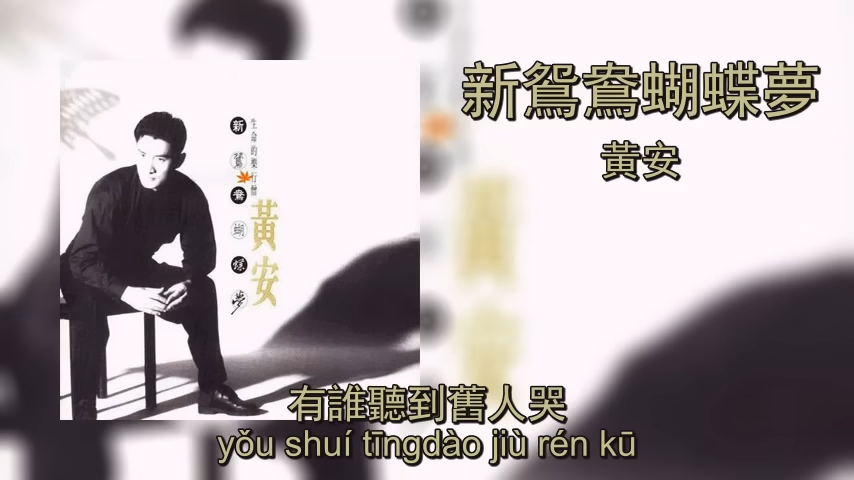 新鴛鴦蝴蝶夢
黃安
生命的樂行僧
新鴛鴦蝴蝶夢
黃安
有誰聽到舊人哭
yǒu shuí tīngdào jiù rén kū